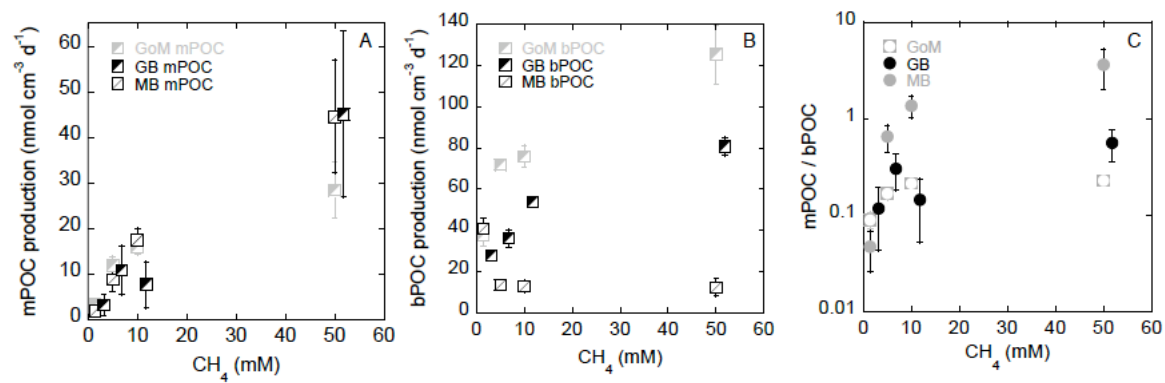 A
GoM mPOC
GB mPOC
MB mPOC
mPOC production (nmol cm⁻³ d⁻¹)
60
50
40
30
20
10
0
0 10 20 30 40 50 60
CH₄ (mM)
B
GoM bPOC
GB bPOC
MB bPOC
bPOC production (nmol cm⁻³ d⁻¹)
140
120
100
80
60
40
20
0
0 10 20 30 40 50 60
CH₄ (mM)
C
GoM
GB
MB
mPOC / bPOC
10
1
0.1
0.01
0 10 20 30 40 50 60
CH₄ (mM)